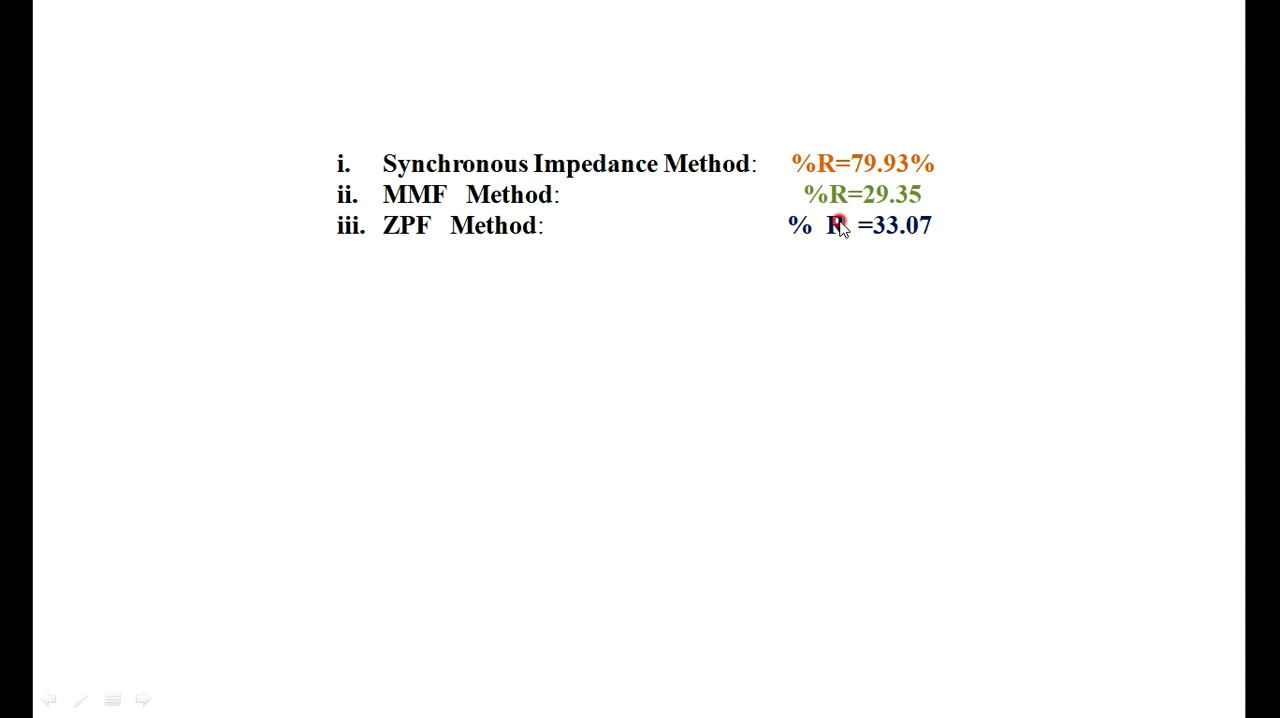 i. Synchronous Impedance Method: %R=79.93%
ii. MMF Method: %R=29.35
iii. ZPF Method: % R =33.07